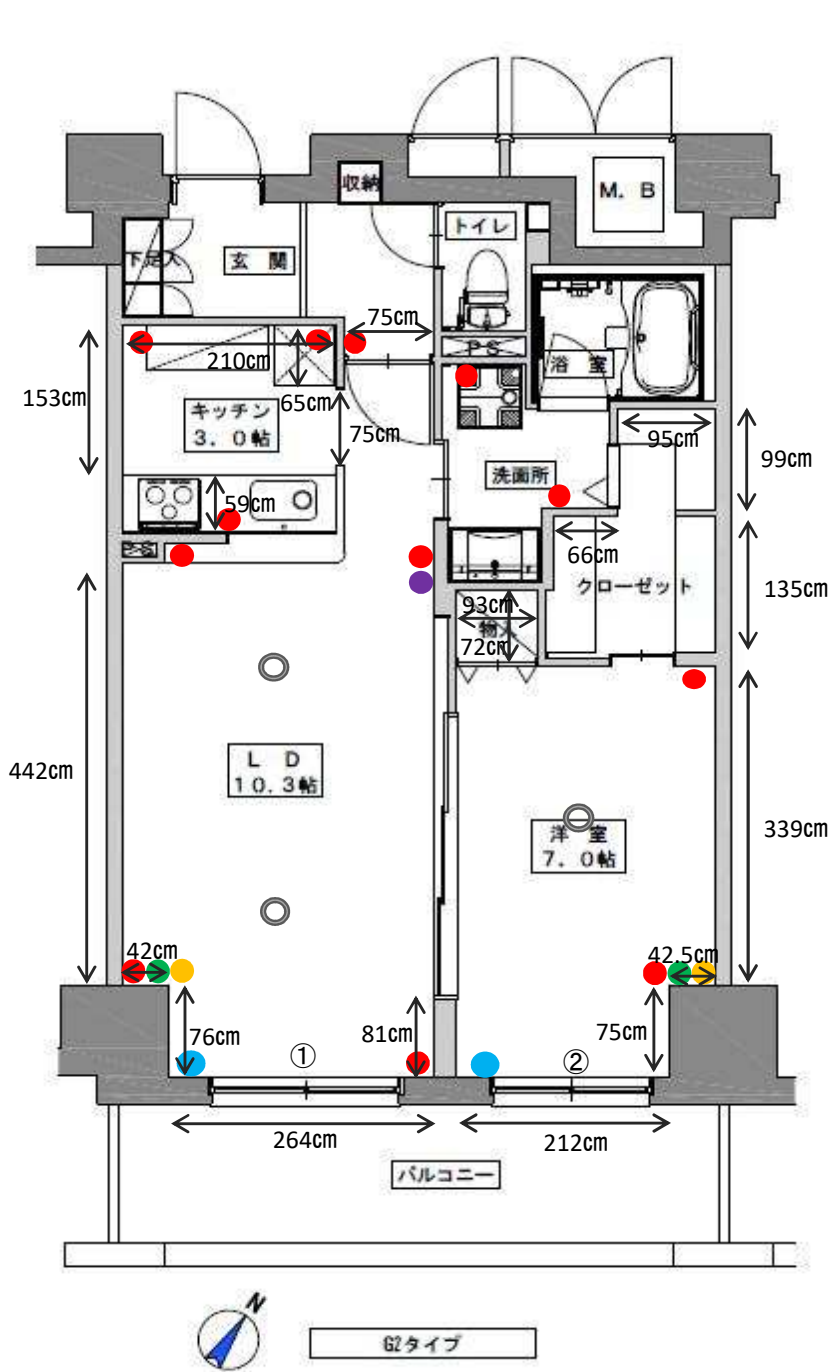 収納
M. B
トイレ
下足入
玄 関
75㎝
PS
210㎝
浴 室
153㎝
65㎝
キッチン
3. 0帖
75㎝
95㎝
99㎝
洗面所
59㎝
PS
66㎝
クローゼット
135㎝
93㎝
物入
72㎝
L D
10.3帖
442㎝
洋 室
7. 0帖
339㎝
42㎝
42.5㎝
76㎝
①
81㎝
75㎝
②
264㎝
212㎝
バルコニー
N
G2タイプ